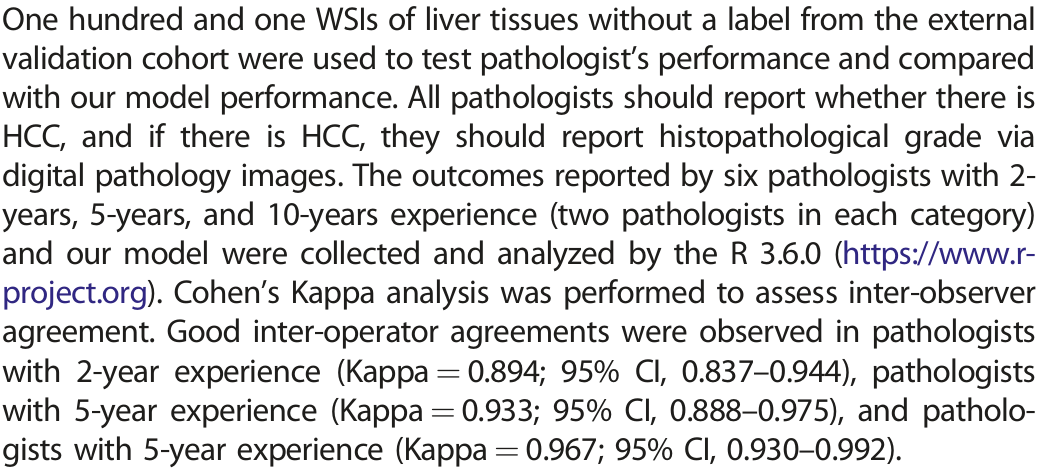 One hundred and one WSIs of liver tissues without a label from the external
validation cohort were used to test pathologist’s performance and compared
with our model performance. All pathologists should report whether there is
HCC, and if there is HCC, they should report histopathological grade via
digital pathology images. The outcomes reported by six pathologists with 2-
years, 5-years, and 10-years experience (two pathologists in each category)
and our model were collected and analyzed by the R 3.6.0 (https://www.r-
project.org). Cohen’s Kappa analysis was performed to assess inter-observer
agreement. Good inter-operator agreements were observed in pathologists
with 2-year experience (Kappa = 0.894; 95% CI, 0.837–0.944), pathologists
with 5-year experience (Kappa = 0.933; 95% CI, 0.888–0.975), and patholo-
gists with 5-year experience (Kappa = 0.967; 95% CI, 0.930–0.992).